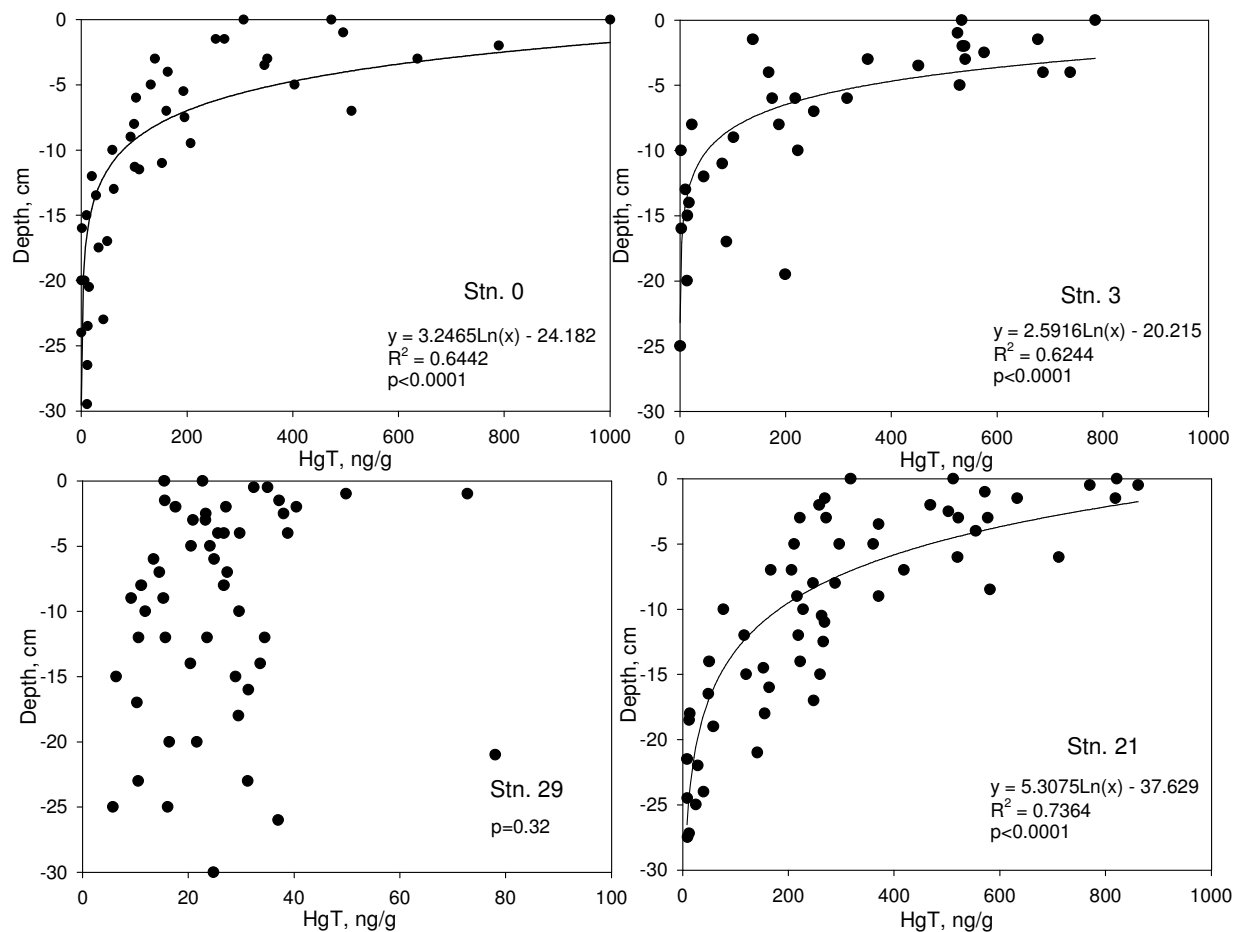 0
-5
-10
-15
-20
-25
-30
Depth, cm
Stn. 0
y = 3.2465Ln(x) - 24.182
R² = 0.6442
p<0.0001
0 200 400 600 800 1000
HgT, ng/g
0
-5
-10
-15
-20
-25
-30
Depth, cm
Stn. 3
y = 2.5916Ln(x) - 20.215
R² = 0.6244
p<0.0001
0 200 400 600 800 1000
HgT, ng/g
0
-5
-10
-15
-20
-25
-30
Depth, cm
Stn. 29
p=0.32
0 20 40 60 80 100
HgT, ng/g
0
-5
-10
-15
-20
-25
-30
Depth, cm
Stn. 21
y = 5.3075Ln(x) - 37.629
R² = 0.7364
p<0.0001
0 200 400 600 800 1000
HgT, ng/g